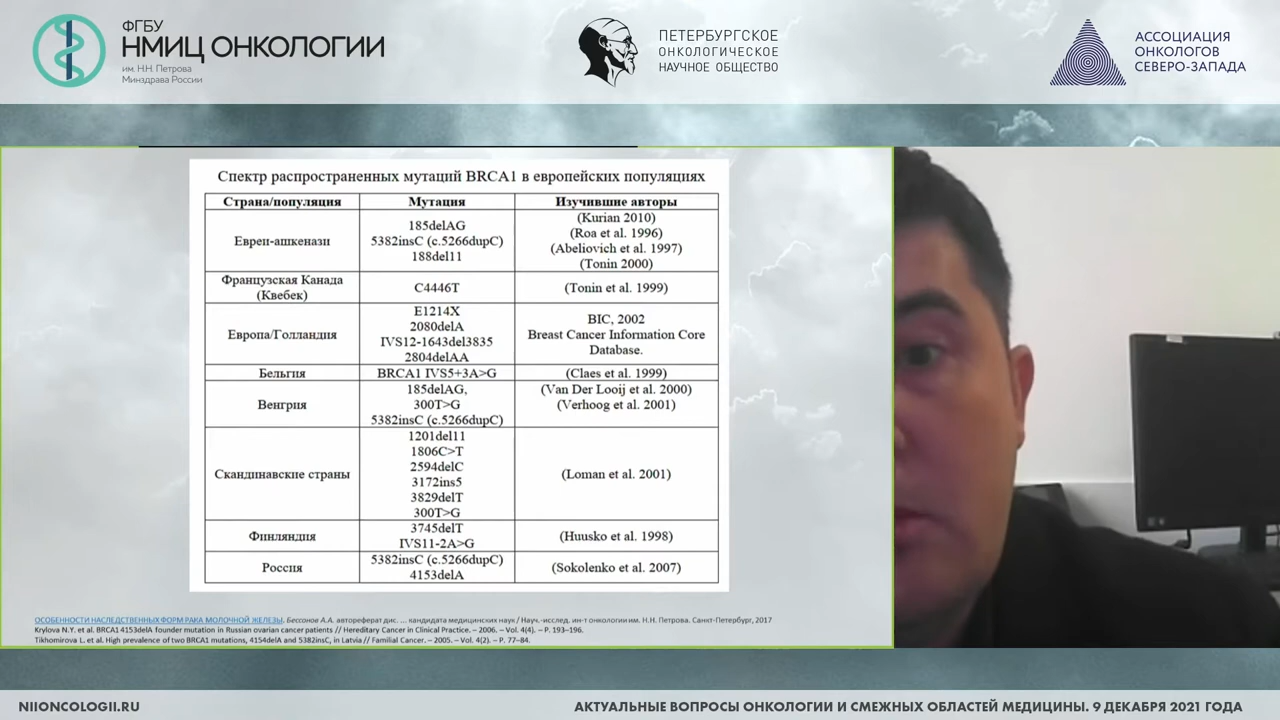 ФГБУ
НМИЦ ОНКОЛОГИИ
им. Н.Н. Петрова
Минздрава России
ПЕТЕРБУРГСКОЕ
ОНКОЛОГИЧЕСКОЕ
НАУЧНОЕ ОБЩЕСТВО
АССОЦИАЦИЯ
ОНКОЛОГОВ
СЕВЕРО-ЗАПАДА
Спектр распространенных мутаций BRCA1 в европейских популяциях
Страна/популяция Мутация Изучившие авторы
Евреи-ашкенази
185delAG
5382insC (c.5266dupC)
188del11
(Kurian 2010)
(Roa et al. 1996)
(Abeliovich et al. 1997)
(Tonin 2000)
Французская Канада
(Квебек)
C4446T
(Tonin et al. 1999)
Европа/Голландия
E1214X
2080delA
IVS12-1643del3835
2804delAA
BIC, 2002
Breast Cancer Information Core
Database.
Бельгия
BRCA1 IVS5+3A>G
(Claes et al. 1999)
Венгрия
185delAG,
300T>G
5382insC (c.5266dupC)
(Van Der Looij et al. 2000)
(Verhoog et al. 2001)
Скандинавские страны
1201del11
1806C>T
2594delC
3172ins5
3829delT
300T>G
(Loman et al. 2001)
Финляндия
3745delT
IVS11-2A>G
(Huusko et al. 1998)
Россия
5382insC (c.5266dupC)
4153delA
(Sokolenko et al. 2007)
ОСОБЕННОСТИ НАСЛЕДСТВЕННЫХ ФОРМ РАКА МОЛОЧНОЙ ЖЕЛЕЗЫ. Бессонов А.А. автореферат дис. ... кандидата медицинских наук / Науч.-исслед. ин-т онкологии им. Н.Н. Петрова. Санкт-Петербург, 2017
Krylova N.Y. et al. BRCA1 4153delA founder mutation in Russian ovarian cancer patients // Hereditary Cancer in Clinical Practice. – 2006. – Vol. 4(4). – P. 193–196.
Tikhomirova L. et al. High prevalence of two BRCA1 mutations, 4154delA and 5382insC, in Latvia // Familial Cancer. – 2005. – Vol. 4(2). – P. 77–84.
NIIONCOLOGII.RU
АКТУАЛЬНЫЕ ВОПРОСЫ ОНКОЛОГИИ И СМЕЖНЫХ ОБЛАСТЕЙ МЕДИЦИНЫ. 9 ДЕКАБРЯ 2021 ГОДА